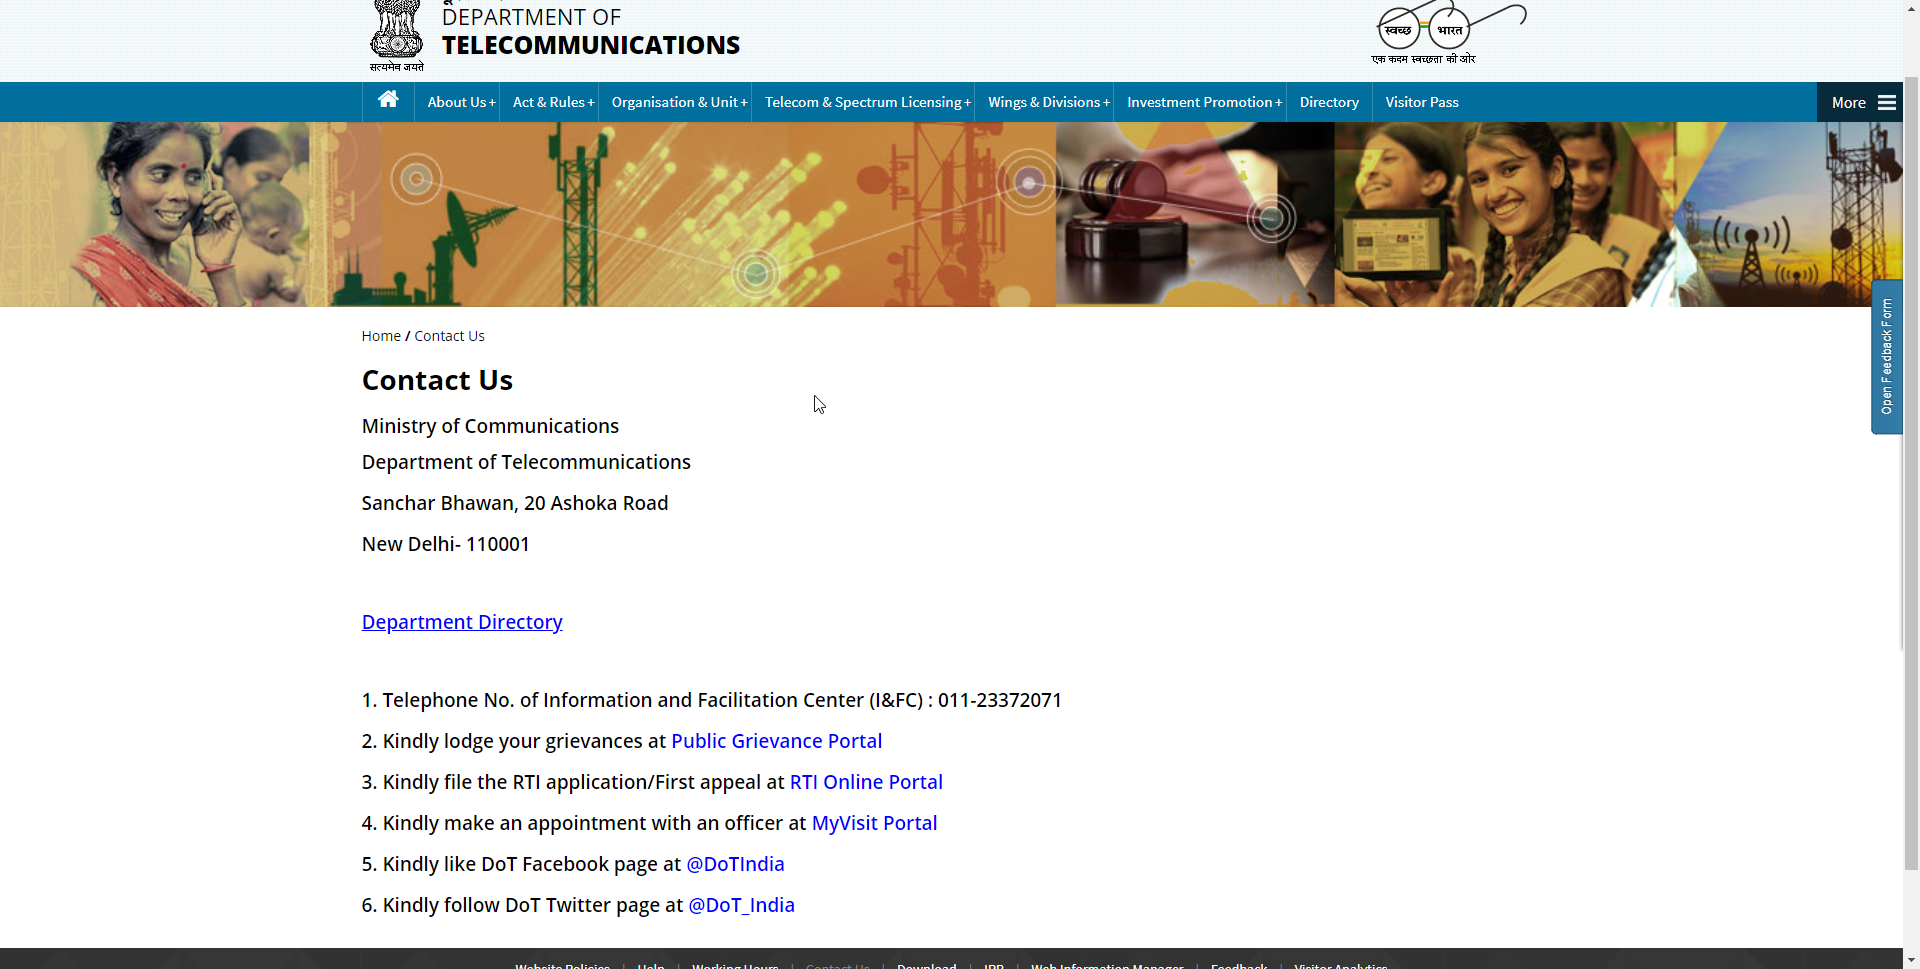 DEPARTMENT OF
TELECOMMUNICATIONS
सत्यमेव जयते
स्वच्छ भारत
एक कदम स्वच्छता की ओर
About Us + Act & Rules + Organisation & Unit + Telecom & Spectrum Licensing + Wings & Divisions + Investment Promotion + Directory Visitor Pass More
Open Feedback Form
Home / Contact Us
Contact Us
Ministry of Communications
Department of Telecommunications
Sanchar Bhawan, 20 Ashoka Road
New Delhi- 110001
Department Directory
1. Telephone No. of Information and Facilitation Center (I&FC) : 011-23372071
2. Kindly lodge your grievances at Public Grievance Portal
3. Kindly file the RTI application/First appeal at RTI Online Portal
4. Kindly make an appointment with an officer at MyVisit Portal
5. Kindly like DoT Facebook page at @DoTIndia
6. Kindly follow DoT Twitter page at @DoT_India
Website Policies | Help | Working Hours | Contact Us | Download | IPR | Web Information Manager | Feedback | Visitor Analytics